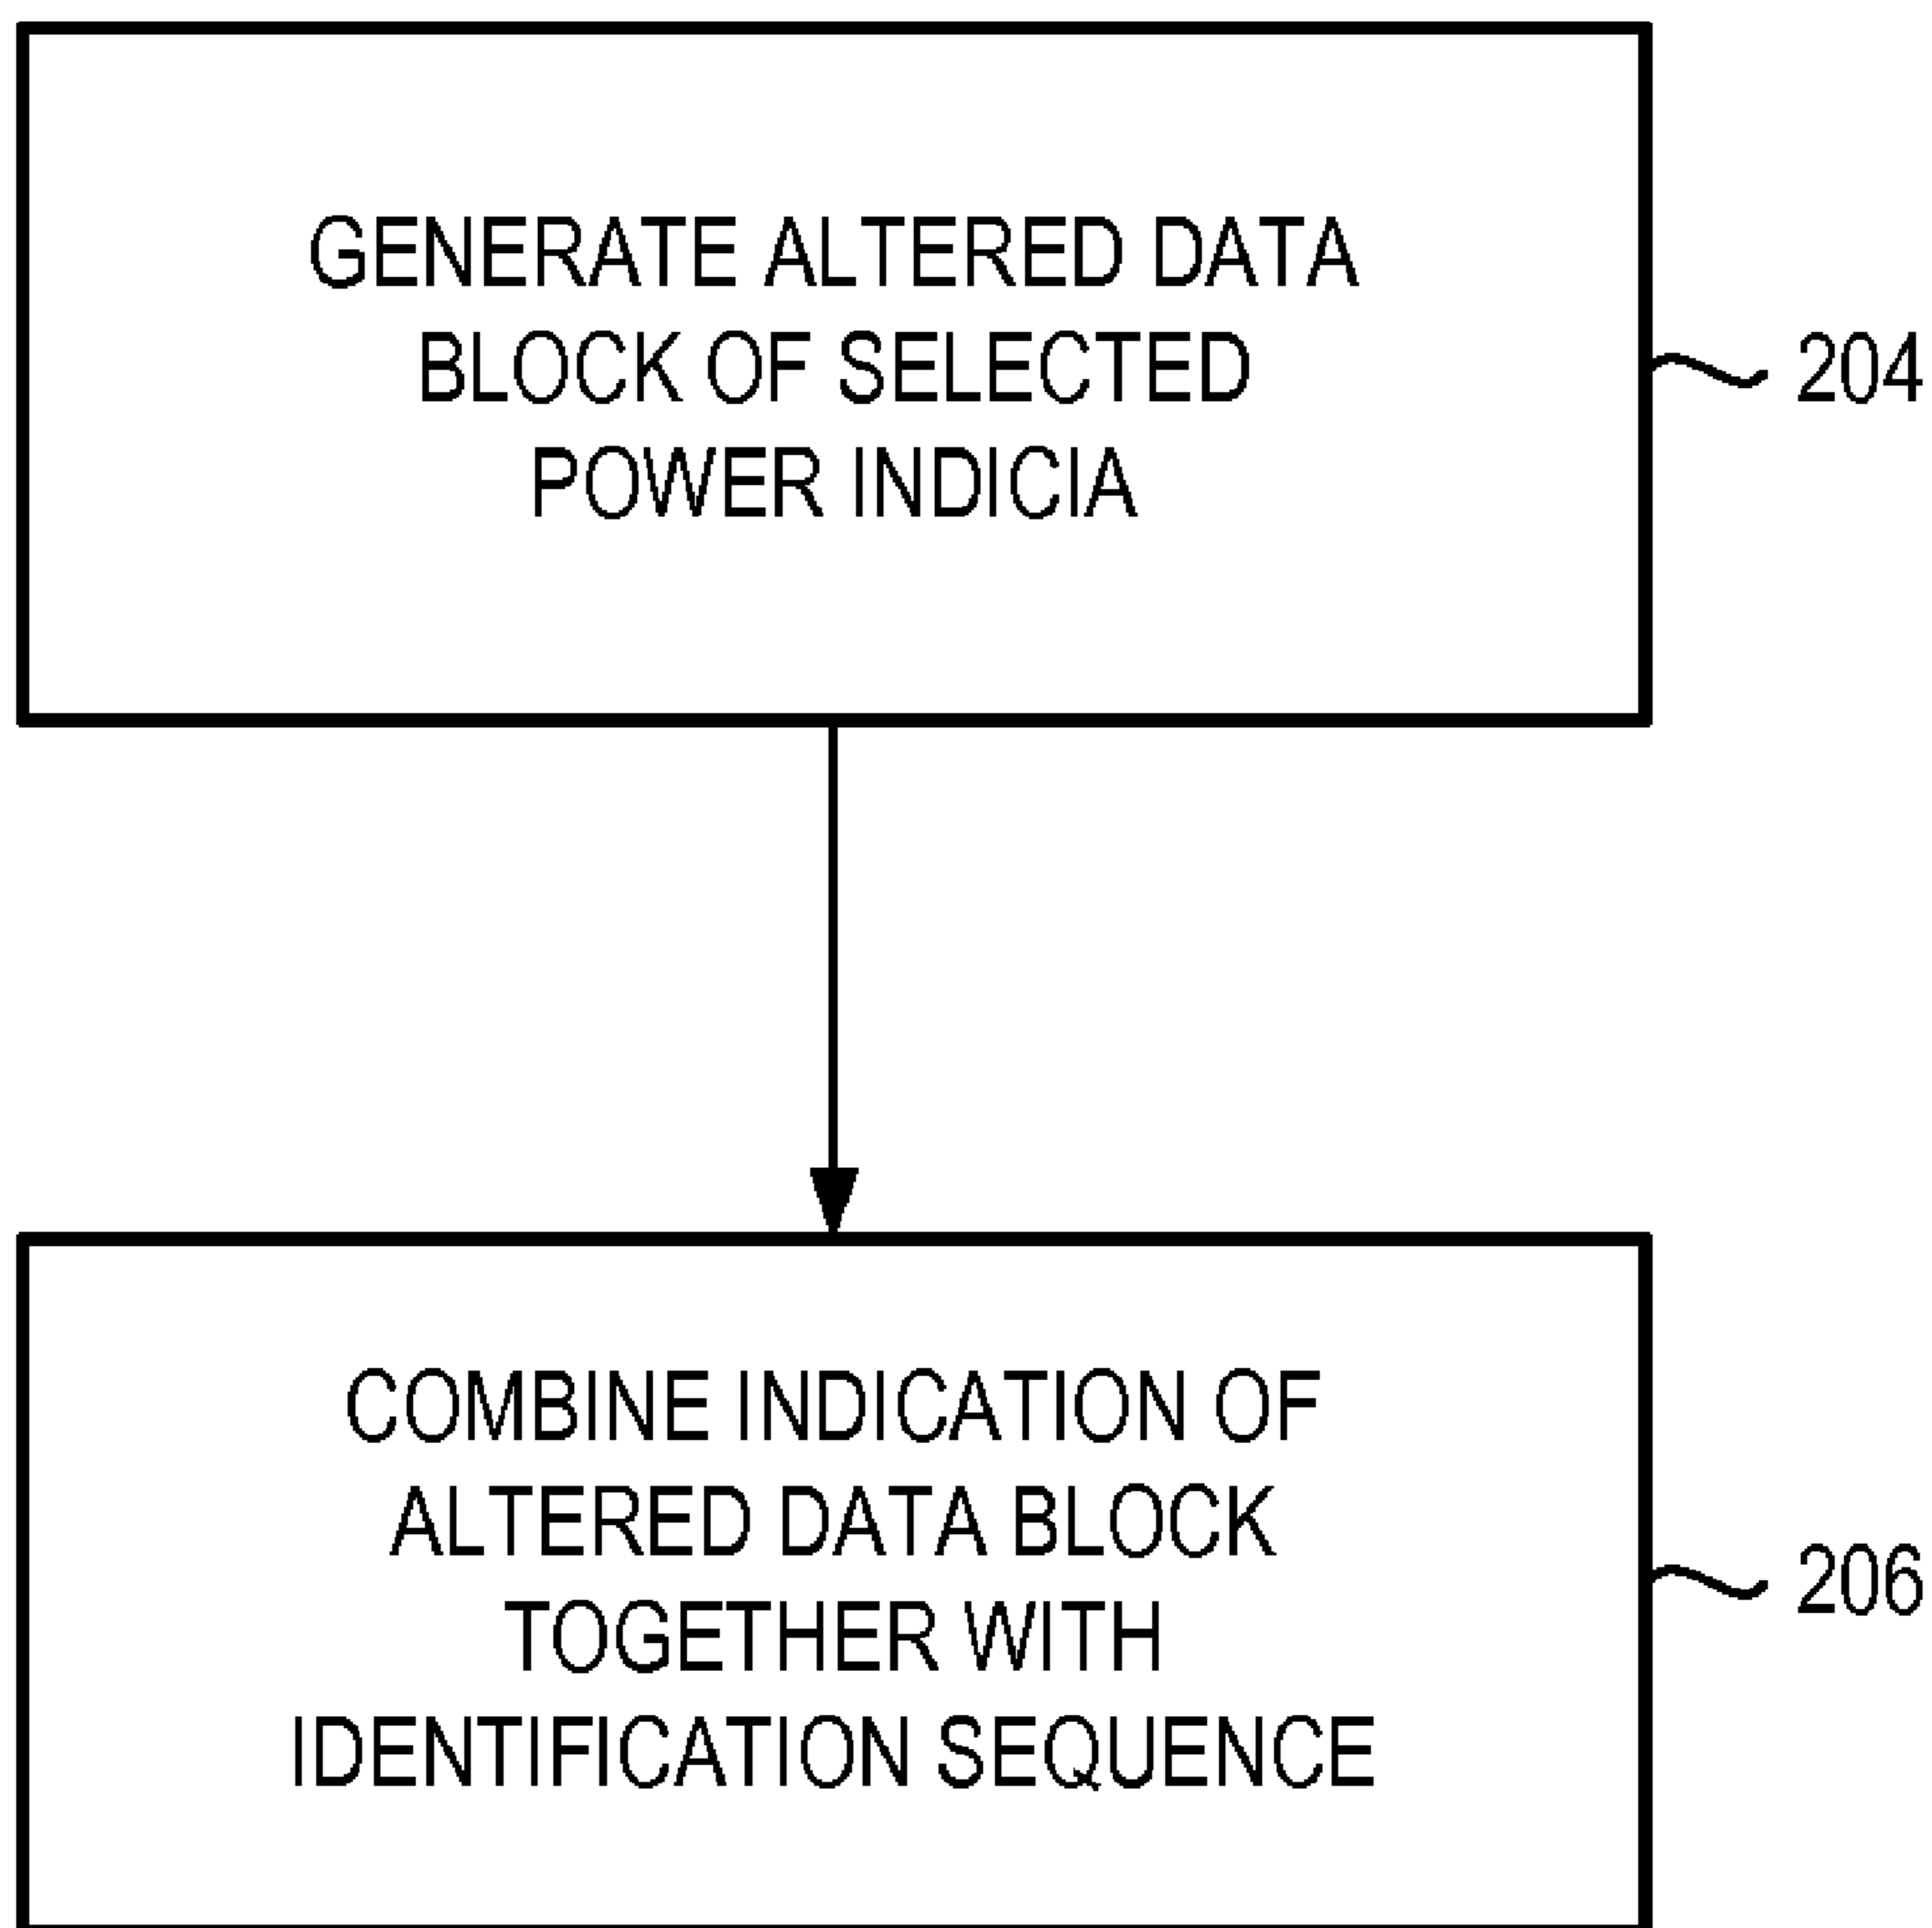 GENERATE ALTERED DATA
BLOCK OF SELECTED
POWER INDICIA
204
COMBINE INDICATION OF
ALTERED DATA BLOCK
TOGETHER WITH
IDENTIFICATION SEQUENCE
206